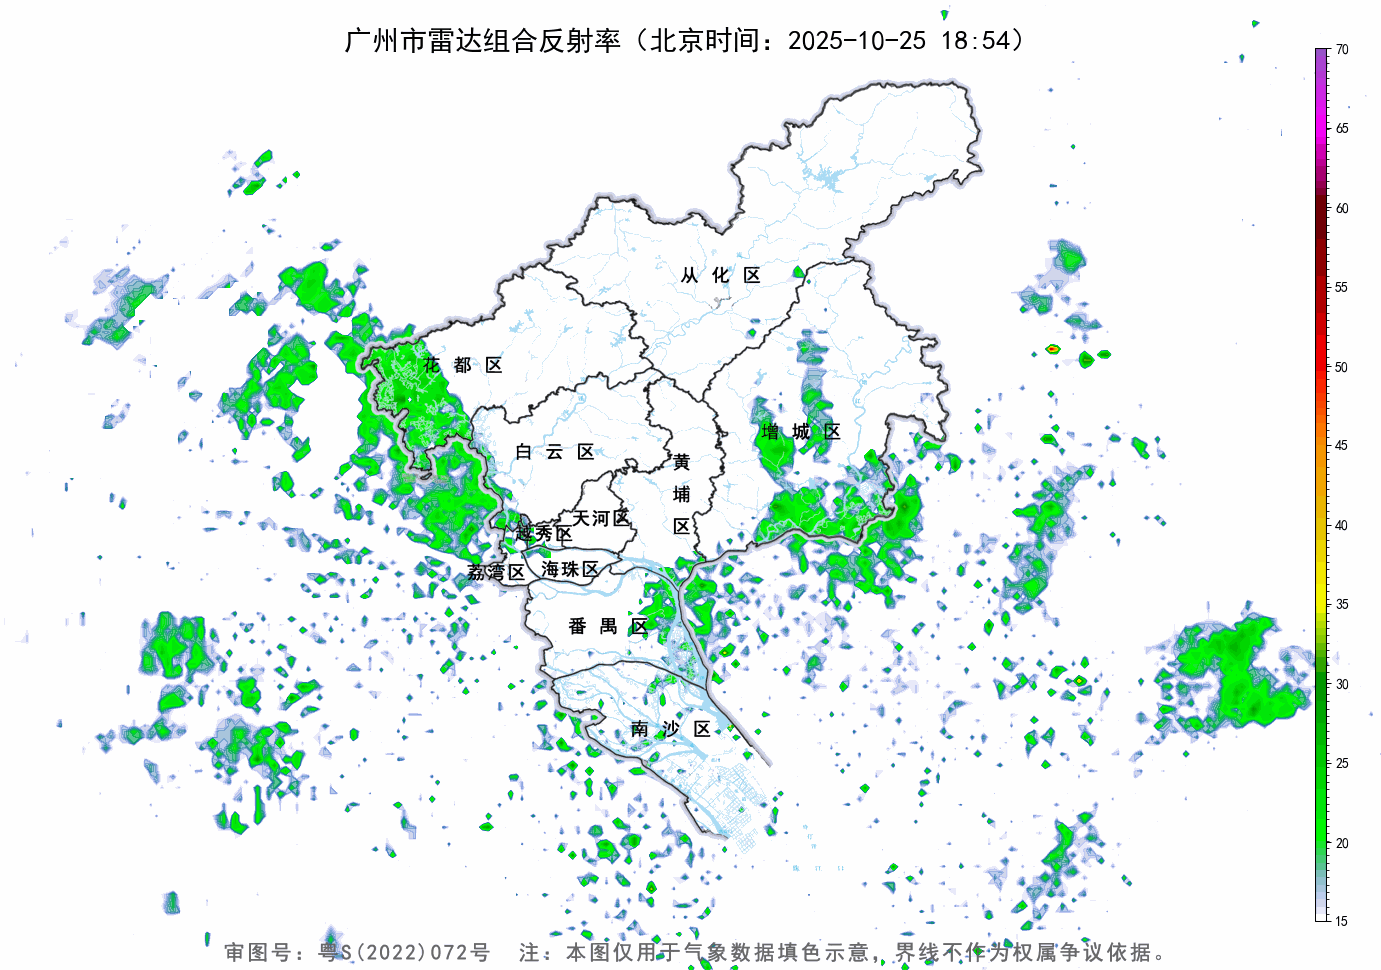 广州市雷达组合反射率（北京时间：2025-10-25 18:54）
70
65
60
55
50
45
40
35
30
25
20
15
从化区
花都区
增城区
白云区
黄埔区
天河区
越秀区
荔湾区
海珠区
番禺区
南沙区
审图号：粤S(2022)072号 注：本图仅用于气象数据填色示意，界线不作为权属争议依据。